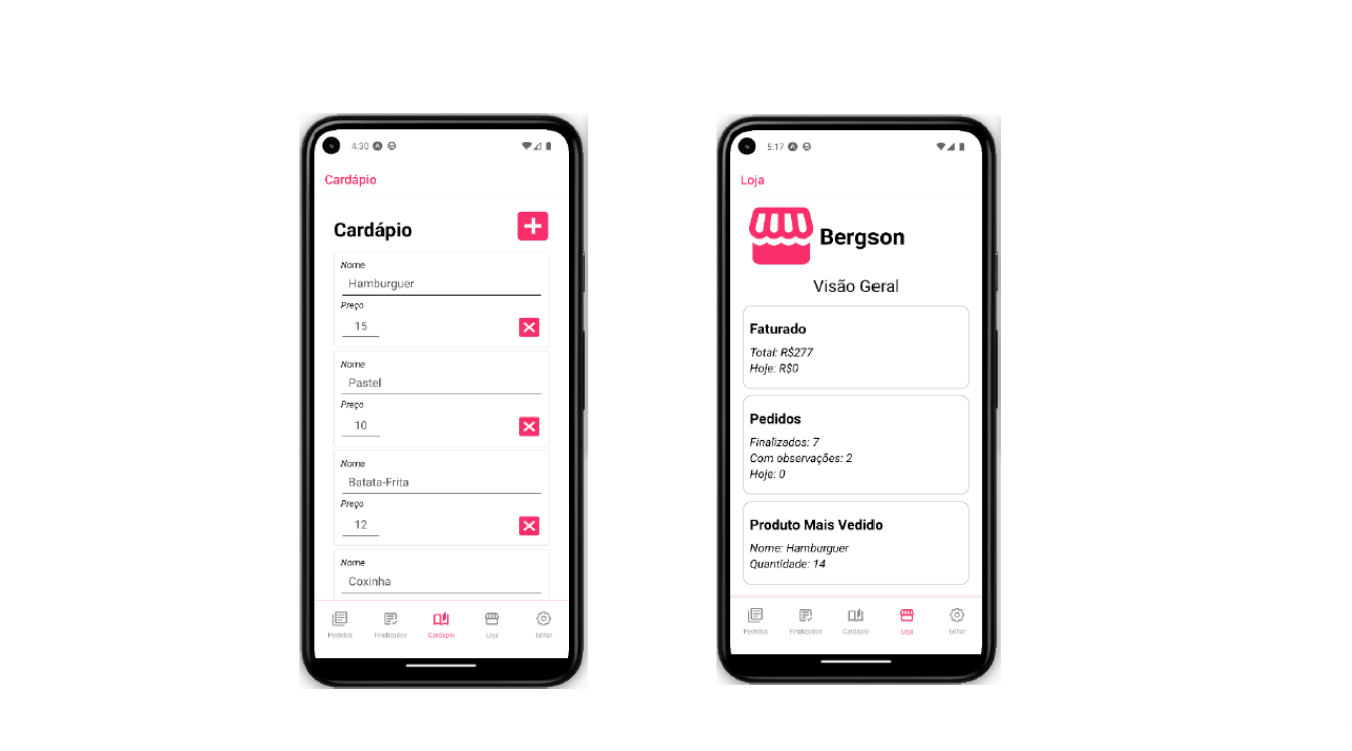 4:30
Cardápio
Cardápio
Nome
Hamburguer
Preço
15
Nome
Pastel
Preço
10
Nome
Batata-Frita
Preço
12
Nome
Coxinha
Pedidos
Finalizados
Cardápio
Loja
Editar
5:17
Loja
Bergson
Visão Geral
Faturado
Total: R$277
Hoje: R$0
Pedidos
Finalizados: 7
Com observações: 2
Hoje: 0
Produto Mais Vedido
Nome: Hamburguer
Quantidade: 14
Pedidos
Finalizados
Cardápio
Loja
Editar